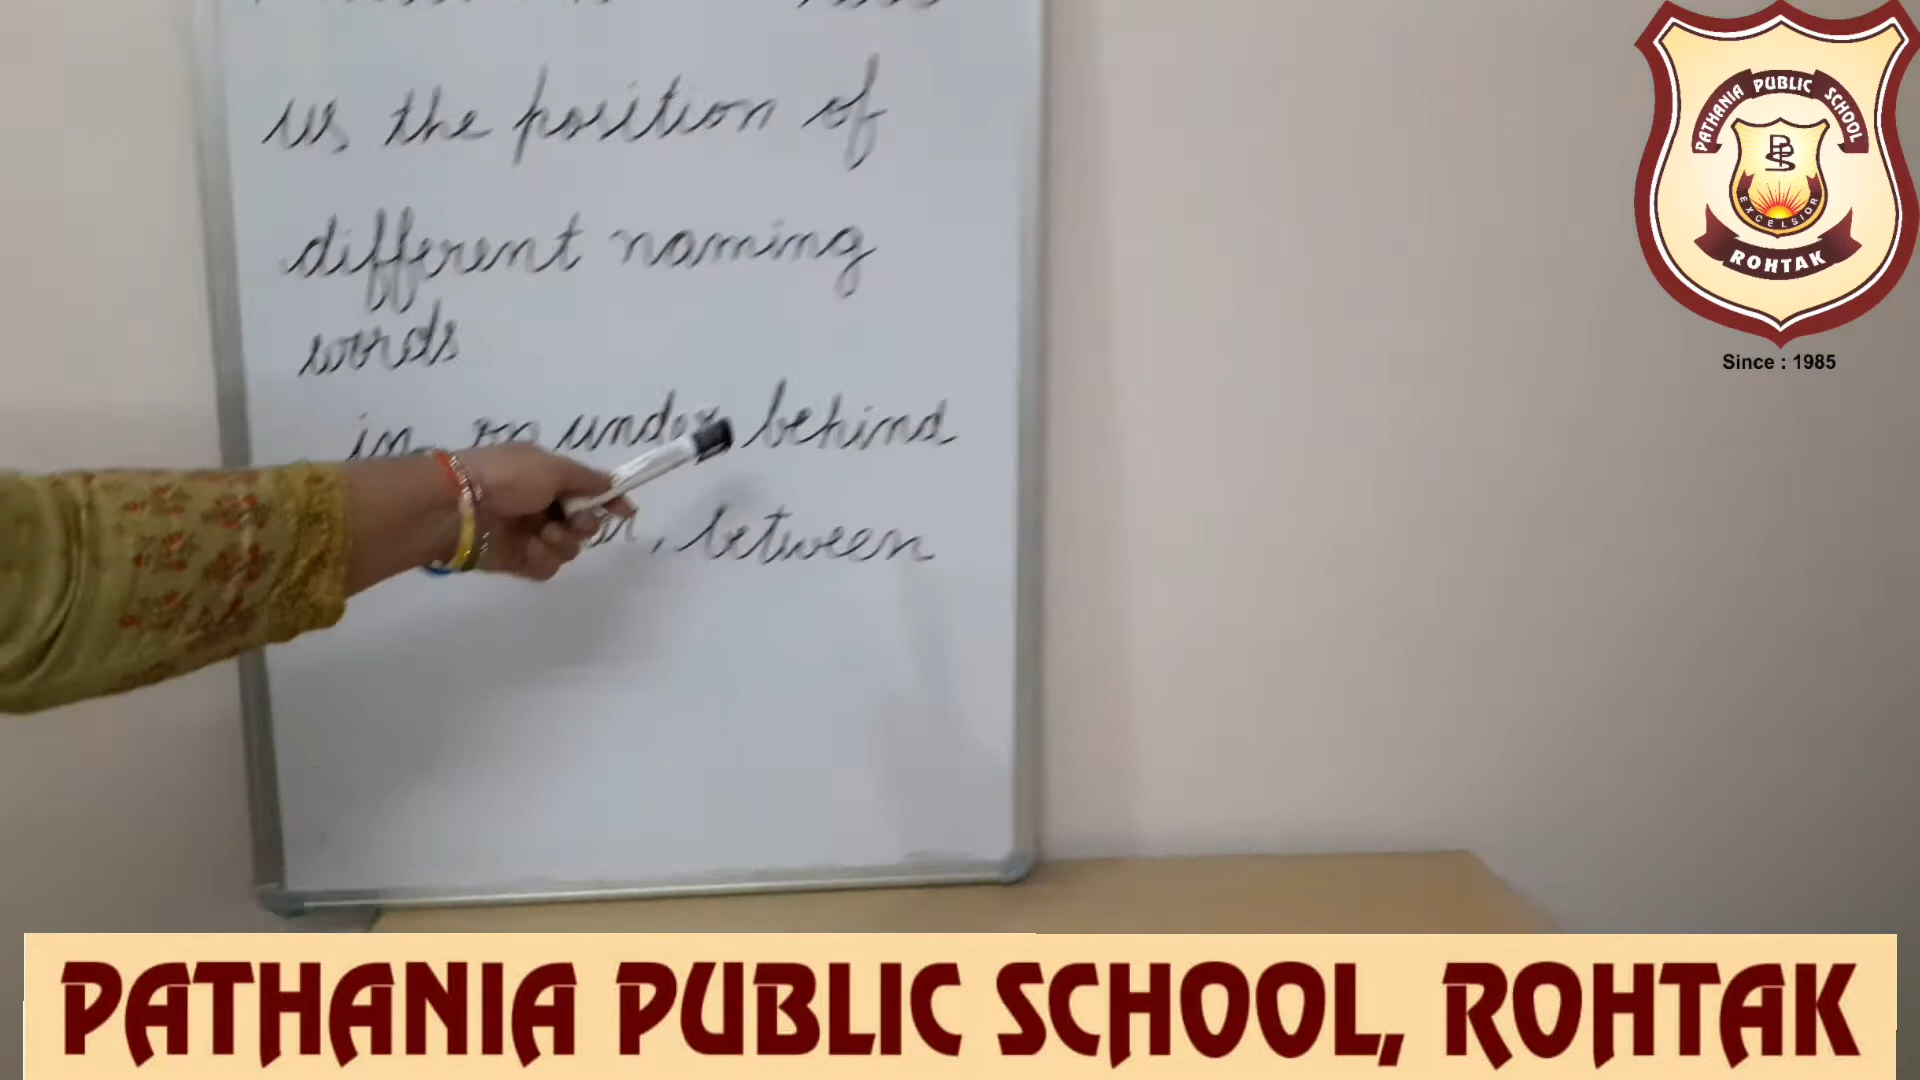 us the position of
different naming
words
in, on under behind
, between
PATHANIA PUBLIC SCHOOL
PPS
EXCELSIOR
ROHTAK
Since : 1985
PATHANIA PUBLIC SCHOOL, ROHTAK